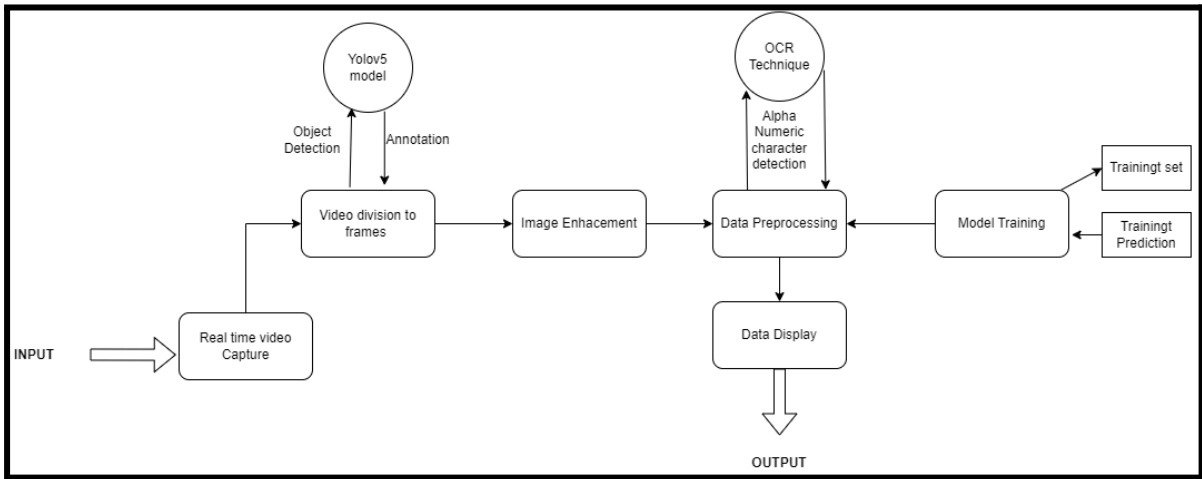 Yolov5
model
OCR
Technique
Object
Detection
Annotation
Alpha
Numeric
character
detection
Trainingt set
Video division to
frames
Image Enhacement
Data Preprocessing
Model Training
Trainingt
Prediction
Real time video
Capture
Data Display
INPUT
OUTPUT